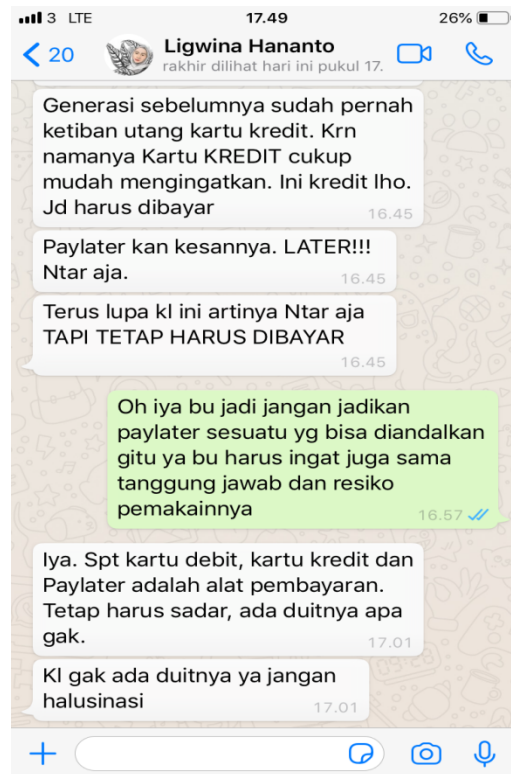 3 LTE 17.49 26%
20 Ligwina Hananto
rakhir dilihat hari ini pukul 17.
Generasi sebelumnya sudah pernah
ketiban utang kartu kredit. Krn
namanya Kartu KREDIT cukup
mudah mengingatkan. Ini kredit lho.
Jd harus dibayar
16.45
Paylater kan kesannya. LATER!!!
Ntar aja.
16.45
Terus lupa kl ini artinya Ntar aja
TAPI TETAP HARUS DIBAYAR
16.45
Oh iya bu jadi jangan jadikan
paylater sesuatu yg bisa diandalkan
gitu ya bu harus ingat juga sama
tanggung jawab dan resiko
pemakainnya
16.57
Iya. Spt kartu debit, kartu kredit dan
Paylater adalah alat pembayaran.
Tetap harus sadar, ada duitnya apa
gak.
17.01
Kl gak ada duitnya ya jangan
halusinasi
17.01